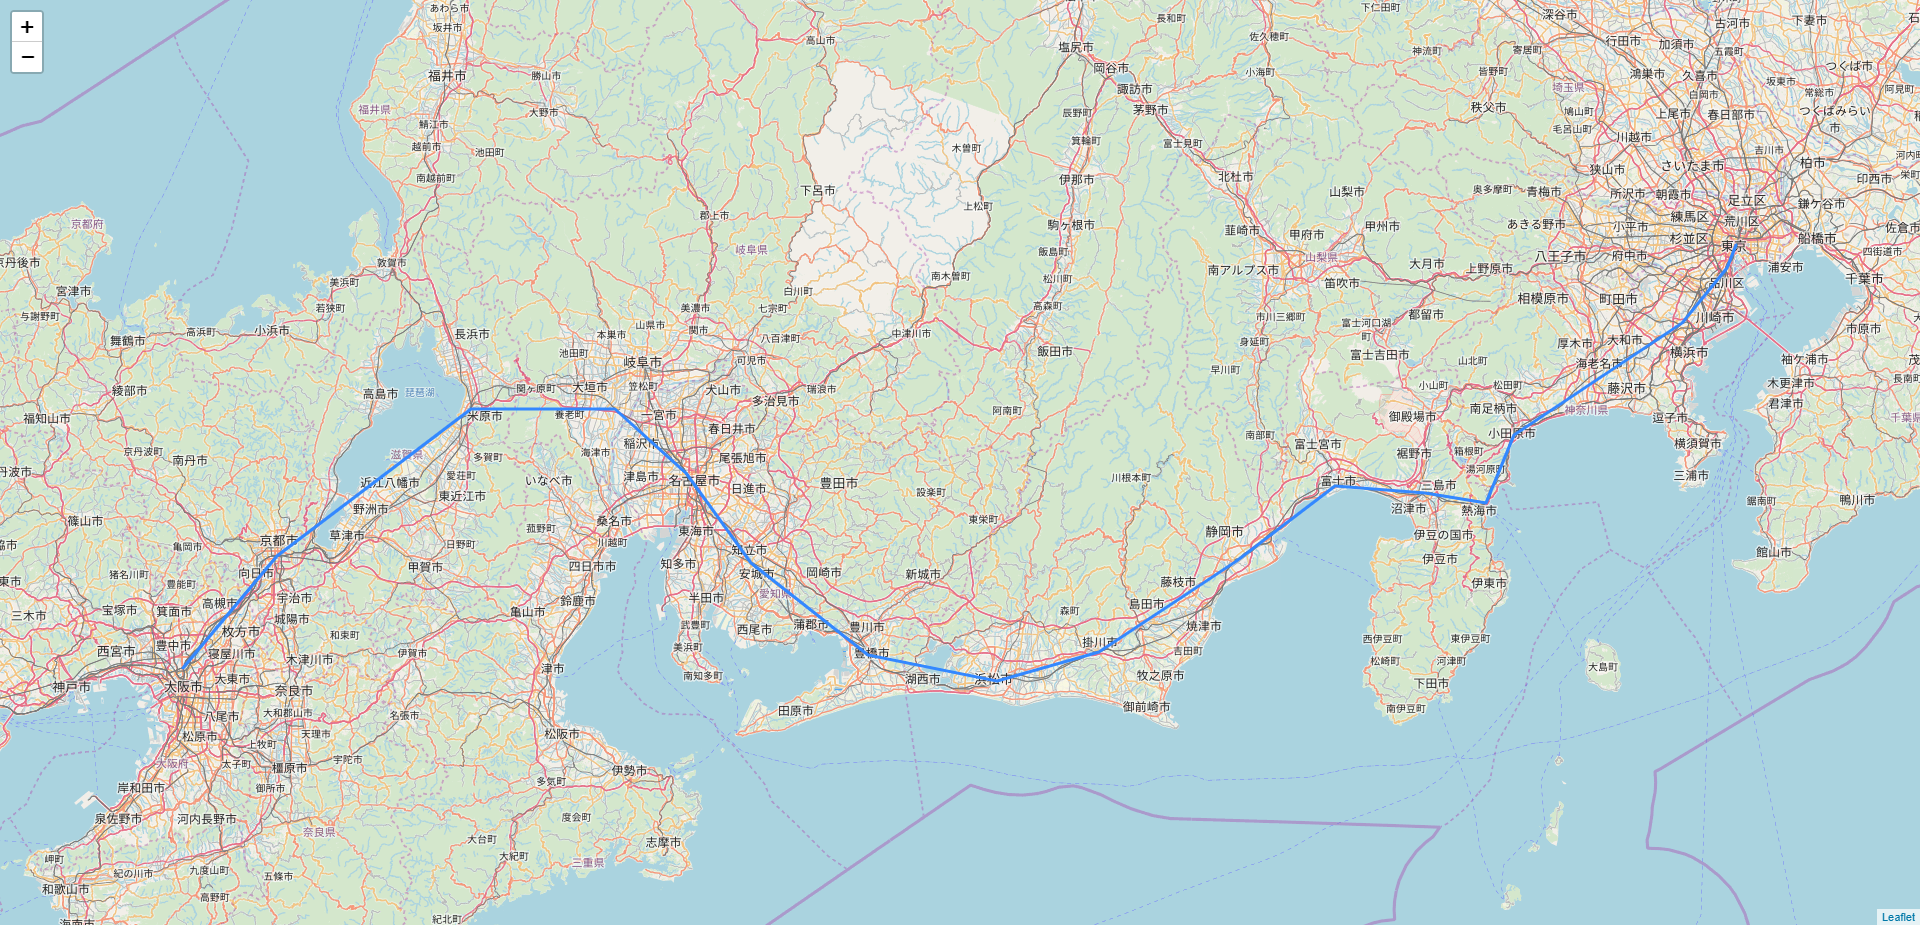 +
−
あわら市
坂井市
福井市
勝山市
福井県
大野市
鯖江市
越前市
池田町
南越前町
高山市
下呂市
郡上市
岐阜県
木曽町
上松町
南木曽町
白川町
塩尻市
岡谷市
諏訪市
茅野市
辰野町
箕輪町
富士見町
伊那市
駒ヶ根市
飯島町
松川町
高森町
飯田市
阿南町
中津川市
長和町
佐久穂町
小海町
北杜市
韮崎市
甲府市
甲州市
山梨市
山梨県
南アルプス市
笛吹市
市川三郷町
身延町
早川町
南部町
下仁田町
神流町
皆野町
秩父市
寄居町
深谷市
行田市
加須市
古河市
下妻市
五霞町
坂東市
つくば市
鴻巣市
久喜市
白岡市
常総市
阿見町
埼玉県
鳩山町
上尾市
春日部市
つくばみらい
市
毛呂山町
川越市
吉川市
柏市
河内町
狭山市
さいたま市
印西市
栄町
奥多摩町
青梅市
所沢市
朝霞市
足立区
鎌ケ谷市
練馬区
荒川区
あきる野市
小平市
杉並区
東京
船橋市
佐倉市
四街道市
八王子市
府中市
浦安市
千葉市
大月市
上野原市
品川区
相模原市
町田市
川崎市
市原市
都留市
富士河口湖
町
富士吉田市
山北町
厚木市
大和市
海老名市
横浜市
袖ケ浦市
木更津市
君津市
長南町
千葉県
小山町
松田町
藤沢市
神奈川県
逗子市
横須賀市
三浦市
御殿場市
南足柄市
小田原市
箱根町
湯河原町
裾野市
富士宮市
富士市
三島市
沼津市
熱海市
伊豆の国市
伊豆市
伊東市
鋸南町
鴨川市
館山市
西伊豆町
東伊豆町
松崎町
河津町
下田市
南伊豆町
大島町
京都府
京丹後市
宮津市
与謝野町
舞鶴市
高浜町
小浜市
若狭町
美浜町
敦賀市
長浜市
綾部市
福知山市
高島市
琵琶湖
米原市
関ケ原町
大垣市
養老町
池田町
本巣市
山県市
美濃市
関市
七宗町
八百津町
岐阜市
笠松町
可児市
犬山市
瑞浪市
多治見市
一宮市
春日井市
稲沢市
海津市
津島市
尾張旭市
名古屋市
日進市
豊田市
設楽町
東栄町
川根本町
静岡市
京丹波町
南丹市
丹波市
滋賀県
多賀町
愛荘町
近江八幡市
東近江市
野洲市
いなべ市
桑名市
菰野町
川越町
東海市
知立市
安城市
岡崎市
愛知県
新城市
篠山市
亀岡市
京都市
草津市
日野町
甲賀市
四日市市
知多市
半田市
向日市
猪名川町
豊能町
高槻市
宇治市
城陽市
宝塚市
箕面市
枚方市
三木市
和束町
亀山市
鈴鹿市
武豊町
西尾市
蒲郡市
豊川市
豊橋市
美浜町
南知多町
森町
島田市
藤枝市
焼津市
掛川市
吉田町
牧之原市
御前崎市
西宮市
豊中市
寝屋川市
木津川市
伊賀市
津市
湖西市
浜松市
神戸市
大阪市
大東市
奈良市
田原市
八尾市
大和郡山市
名張市
松原市
上牧町
天理市
松阪市
大阪府
太子町
橿原市
宇陀市
伊勢市
多気町
岸和田市
御所市
泉佐野市
河内長野市
奈良県
度会町
大台町
志摩市
岬町
紀の川市
九度山町
五條市
大紀町
三重県
和歌山市
高野町
紀北町
海南市
Leaflet